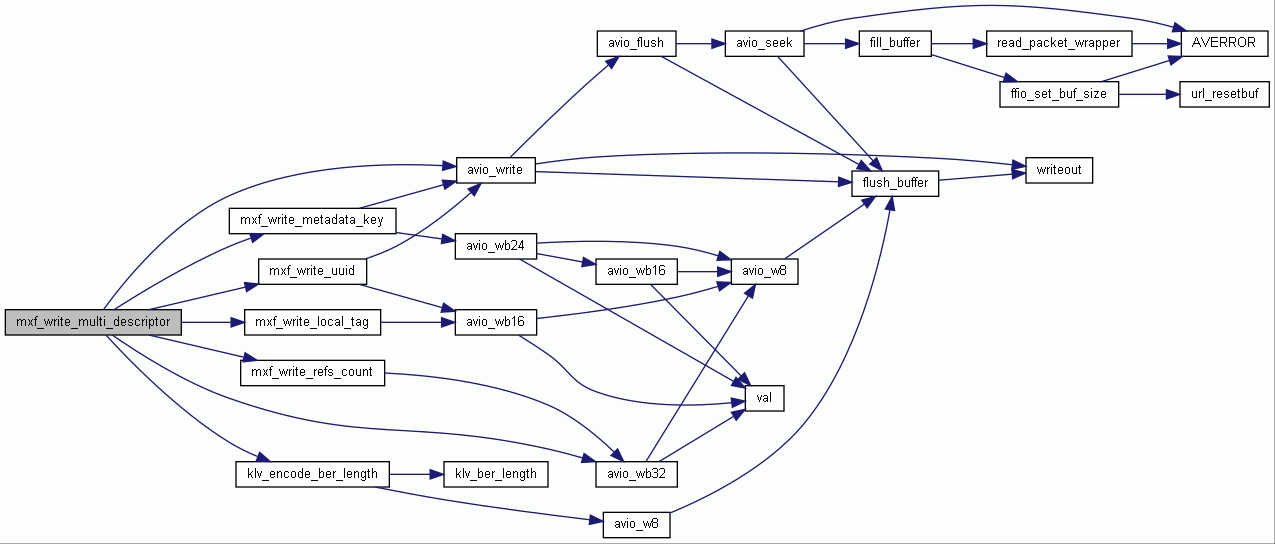 avio_flush
avio_seek
fill_buffer
read_packet_wrapper
AVERROR
ffio_set_buf_size
url_resetbuf
avio_write
flush_buffer
writeout
mxf_write_metadata_key
avio_wb24
mxf_write_uuid
avio_wb16
avio_w8
mxf_write_multi_descriptor
mxf_write_local_tag
avio_wb16
mxf_write_refs_count
val
klv_encode_ber_length
klv_ber_length
avio_wb32
avio_w8